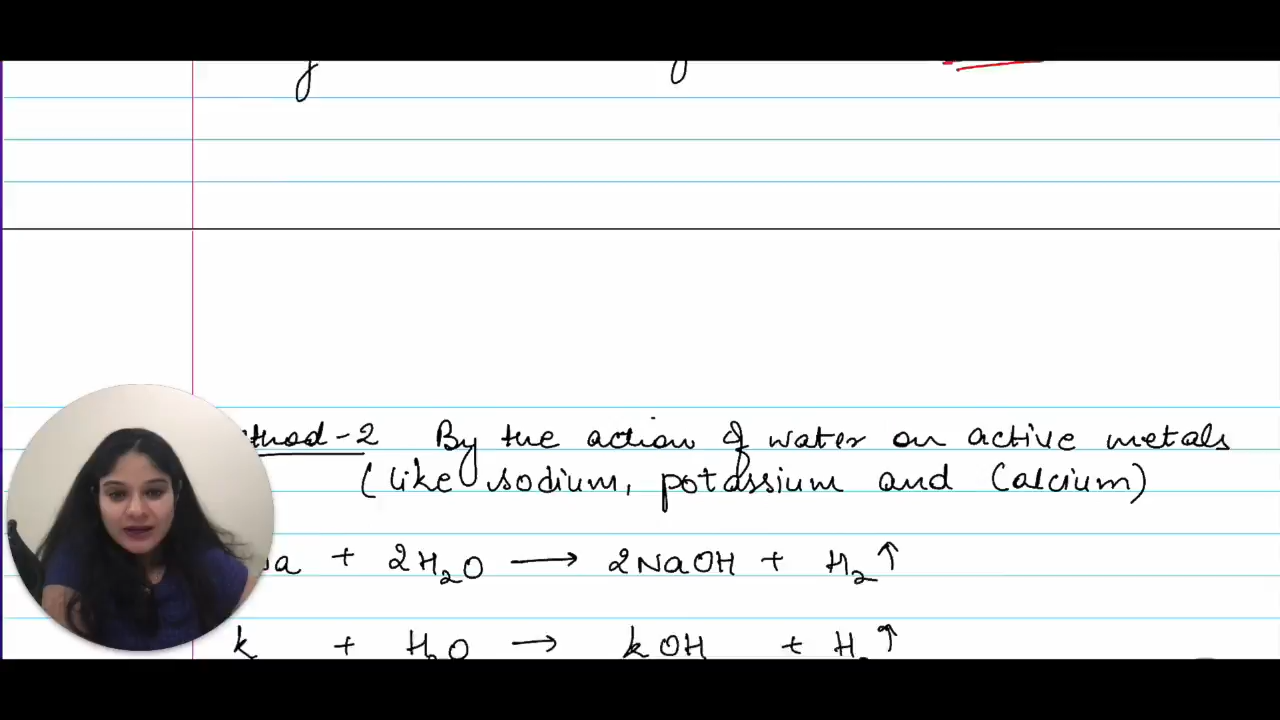 thod-2 By the action of water on active metals
(like sodium, potassium and Calcium)
a + 2H₂O → 2NaOH + H₂↑
k + H₂O → kOH + H₂↑